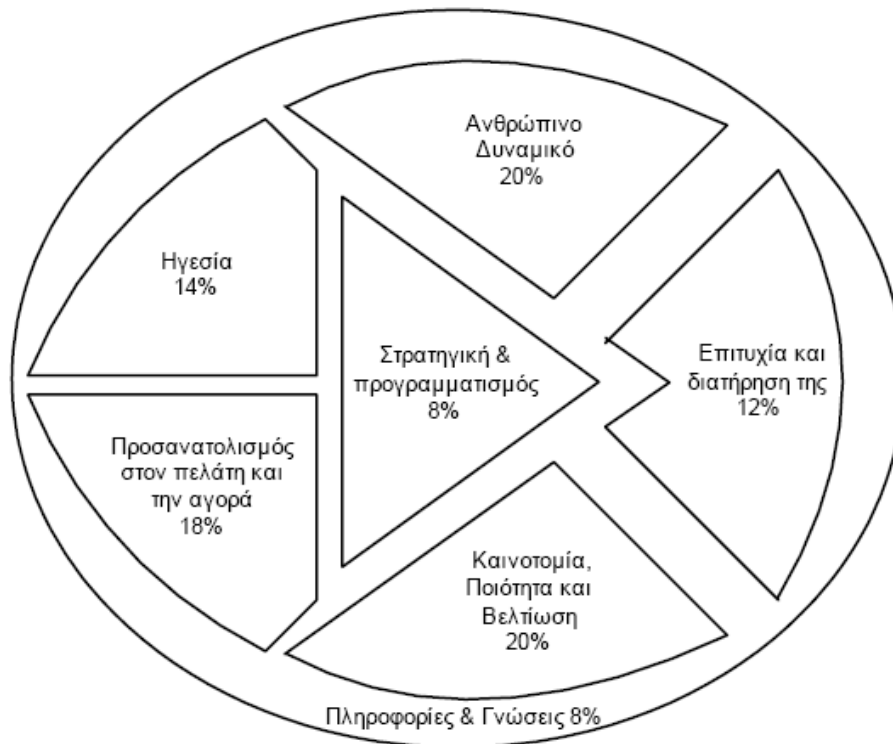 Ανθρώπινο
Δυναμικό
20%
Ηγεσία
14%
Στρατηγική &
προγραμματισμός
8%
Επιτυχία και
διατήρηση της
12%
Προσανατολισμός
στον πελάτη και
την αγορά
18%
Καινοτομία,
Ποιότητα και
Βελτίωση
20%
Πληροφορίες & Γνώσεις 8%